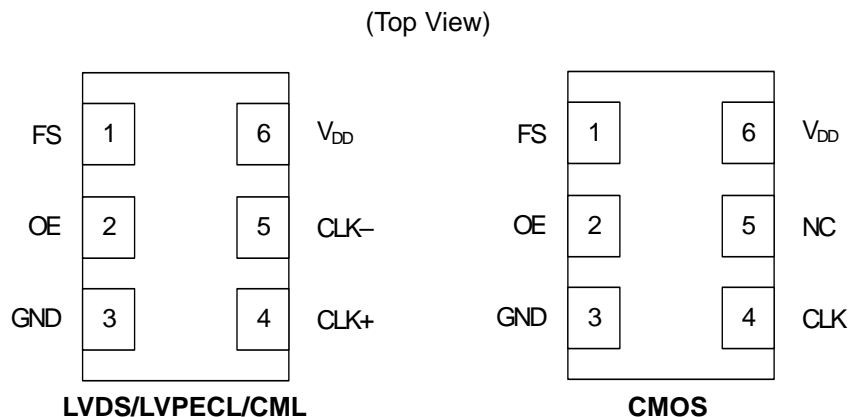 (Top View)
FS 1 6 VDD
OE 2 5 CLK–
GND 3 4 CLK+
LVDS/LVPECL/CML
FS 1 6 VDD
OE 2 5 NC
GND 3 4 CLK
CMOS